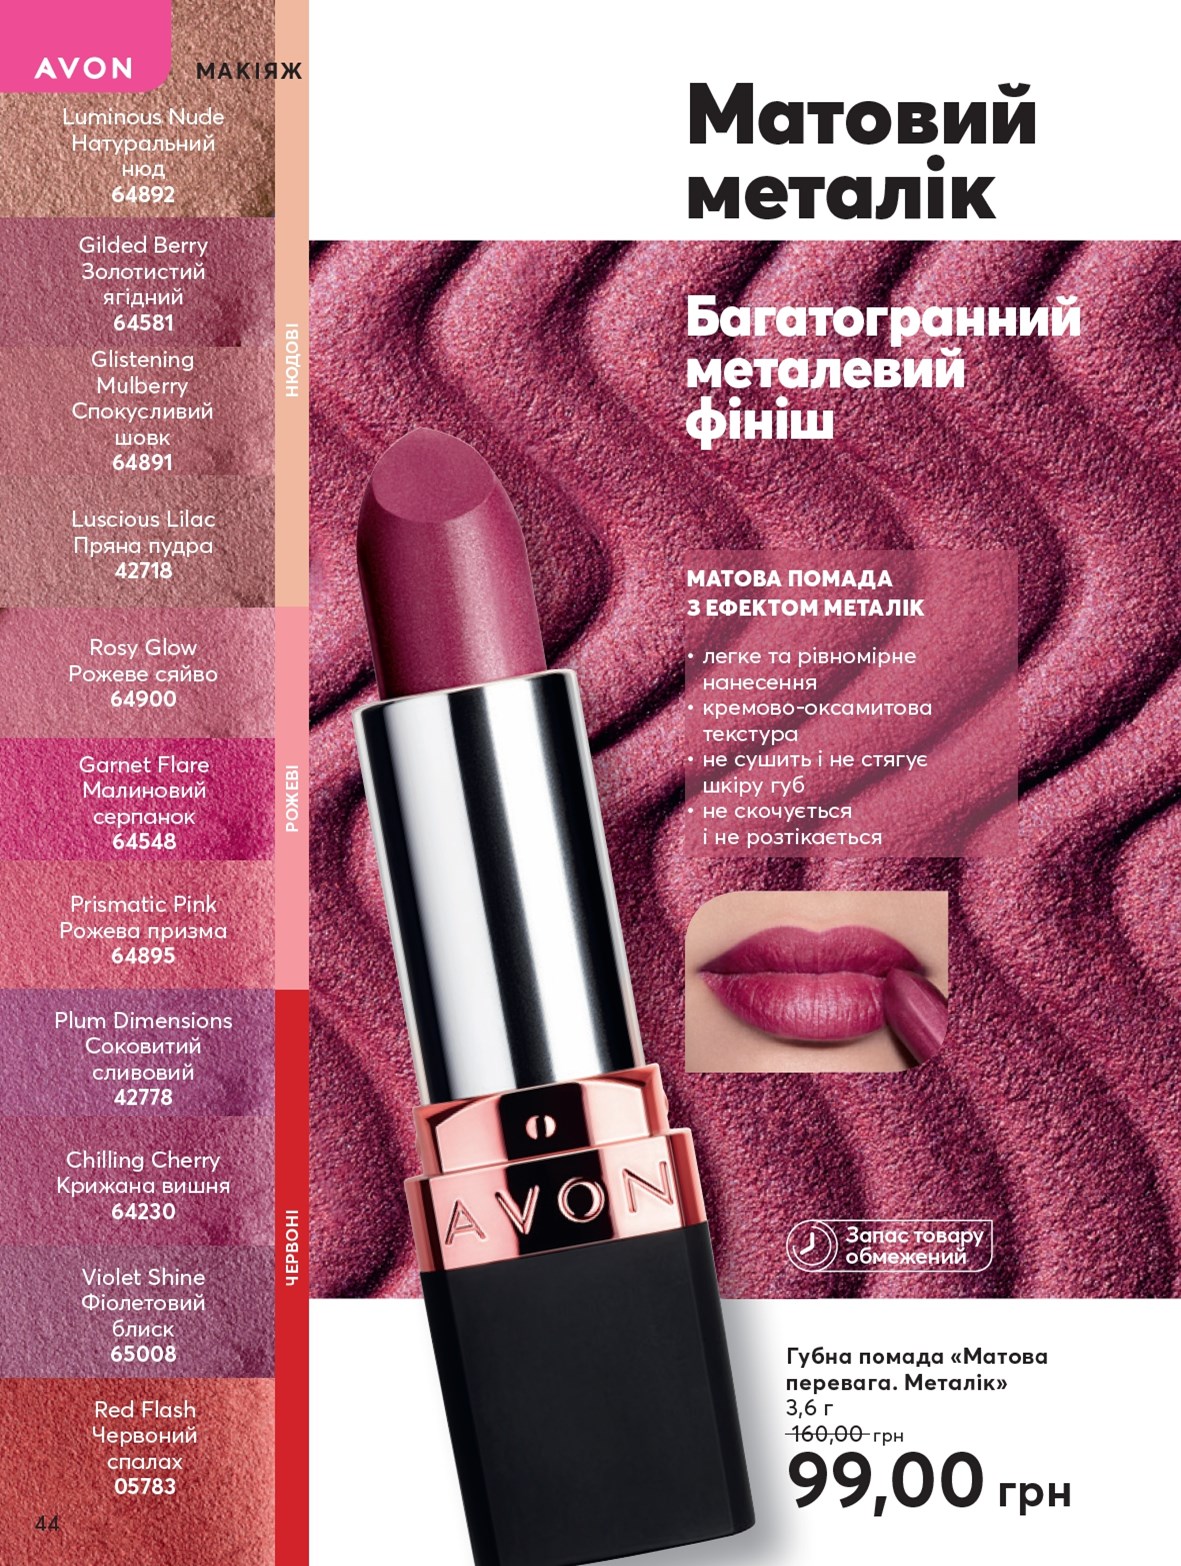 AVON
МАКІЯЖ
Luminous Nude
Натуральний
нюд
64892
Gilded Berry
Золотистий
ягідний
64581
Glistening
Mulberry
Спокусливий
шовк
64891
Luscious Lilac
Пряна пудра
42718
НЮДОВІ
Rosy Glow
Рожеве сяйво
64900
Garnet Flare
Малиновий
серпанок
64548
Prismatic Pink
Рожева призма
64895
РОЖЕВІ
Plum Dimensions
Соковитий
сливовий
42778
Chilling Cherry
Крижана вишня
64230
Violet Shine
Фіолетовий
блиск
65008
Red Flash
Червоний
спалах
05783
ЧЕРВОНІ
44
Матовий
металік
Багатогранний
металевий
фініш
МАТОВА ПОМАДА
З ЕФЕКТОМ МЕТАЛІК
• легке та рівномірне
нанесення
• кремово-оксамитова
текстура
• не сушить і не стягує
шкіру губ
• не скочується
і не розтікається
AVON
Запас товару
обмежений
Губна помада «Матова
перевага. Металік»
3,6 г
160,00 грн
99,00 грн